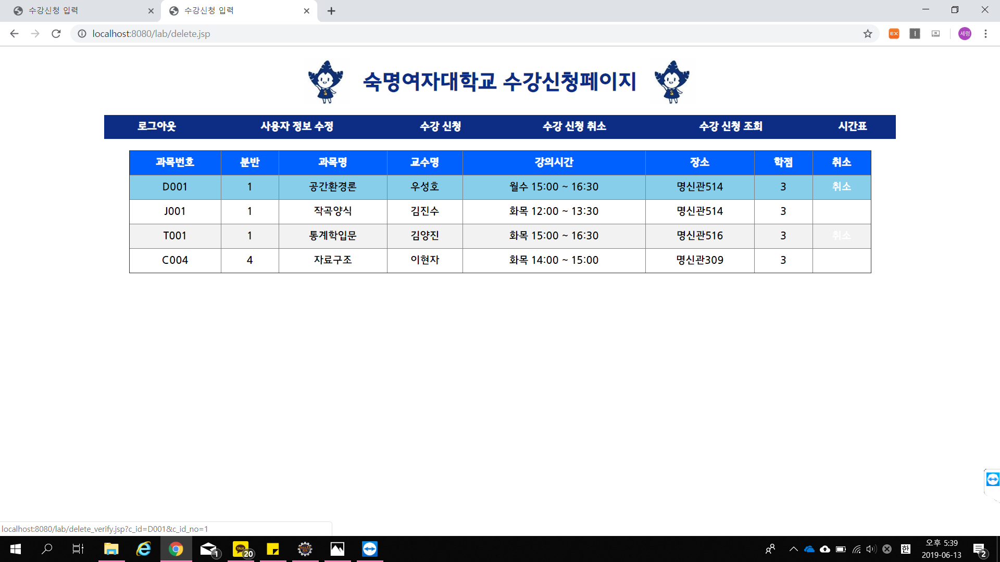 수강신청 입력
수강신청 입력
localhost:8080/lab/delete.jsp
EX
세령
숙명여자대학교 수강신청페이지
로그아웃 사용자 정보 수정 수강 신청 수강 신청 취소 수강 신청 조회 시간표
과목번호 분반 과목명 교수명 강의시간 장소 학점 취소
D001 1 공간환경론 우성호 월수 15:00 ~ 16:30 명신관514 3 취소
J001 1 작곡양식 김진수 화목 12:00 ~ 13:30 명신관514 3
T001 1 통계학입문 김양진 화목 15:00 ~ 16:30 명신관516 3 취소
C004 4 자료구조 이현자 화목 14:00 ~ 15:00 명신관309 3
localhost:8080/lab/delete_verify.jsp?c_id=D001&c_id_no=1
1
TALK
20
한
오후 5:39
2019-06-13
2